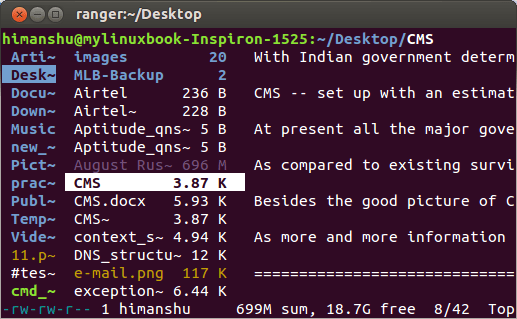 ranger:~/Desktop
himanshu@mylinuxbook-Inspiron-1525:~/Desktop/CMS
Arti~ images 20 With Indian government determ
Desk~ MLB-Backup 2
Docu~ Airtel 236 B CMS -- set up with an estimat
Down~ Airtel~ 228 B
Music Aptitude_qns~ 5 B At present all the major gove
new_~ Aptitude_qns~ 5 B
Pict~ August Rus~ 696 M As compared to existing survi
prac~ CMS 3.87 K
Publ~ CMS.docx 5.93 K Besides the good picture of C
Temp~ CMS~ 3.93 K
Vide~ context_s~ 4.94 K As more and more information
11.p~ DNS_structu~ 12 K
#tes~ e-mail.png 117 K =============================
cmd_~ exception~ 6.44 K
-rw-rw-r-- 1 himanshu 699M sum, 18.7G free 8/42 Top